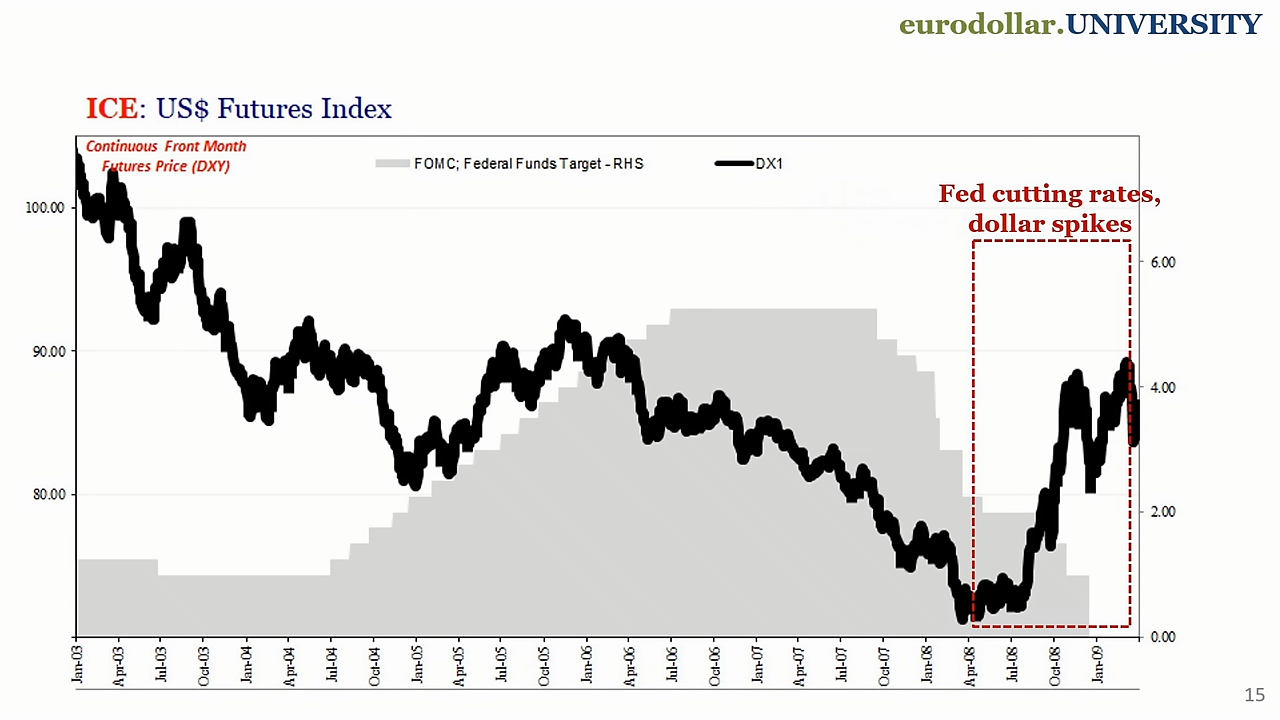 eurodollar.UNIVERSITY
ICE: US$ Futures Index
Continuous Front Month
Futures Price (DXY)
FOMC; Federal Funds Target - RHS
DX1
Fed cutting rates,
dollar spikes
100.00
90.00
80.00
6.00
4.00
2.00
0.00
Jan-03
Apr-03
Jul-03
Oct-03
Jan-04
Apr-04
Jul-04
Oct-04
Jan-05
Apr-05
Jul-05
Oct-05
Jan-06
Apr-06
Jul-06
Oct-06
Jan-07
Apr-07
Jul-07
Oct-07
Jan-08
Apr-08
Jul-08
Oct-08
Jan-09
15